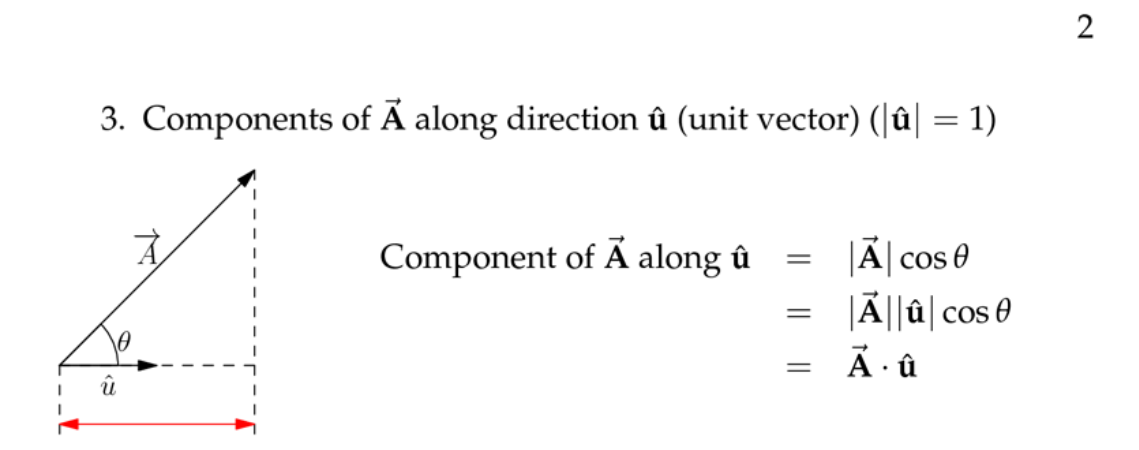 2
3. Components of \(\vec{\mathbf{A}}\) along direction \(\hat{\mathbf{u}}\) (unit vector) \((|\hat{\mathbf{u}}| = 1)\)
\(\overrightarrow{A}\)
Component of \(\vec{\mathbf{A}}\) along \(\hat{\mathbf{u}}\) = \(|\vec{\mathbf{A}}| \cos\theta\)
= \(|\vec{\mathbf{A}}||\hat{\mathbf{u}}| \cos\theta\)
θ
= \(\vec{\mathbf{A}} \cdot \hat{\mathbf{u}}\)
\(\hat{u}\)